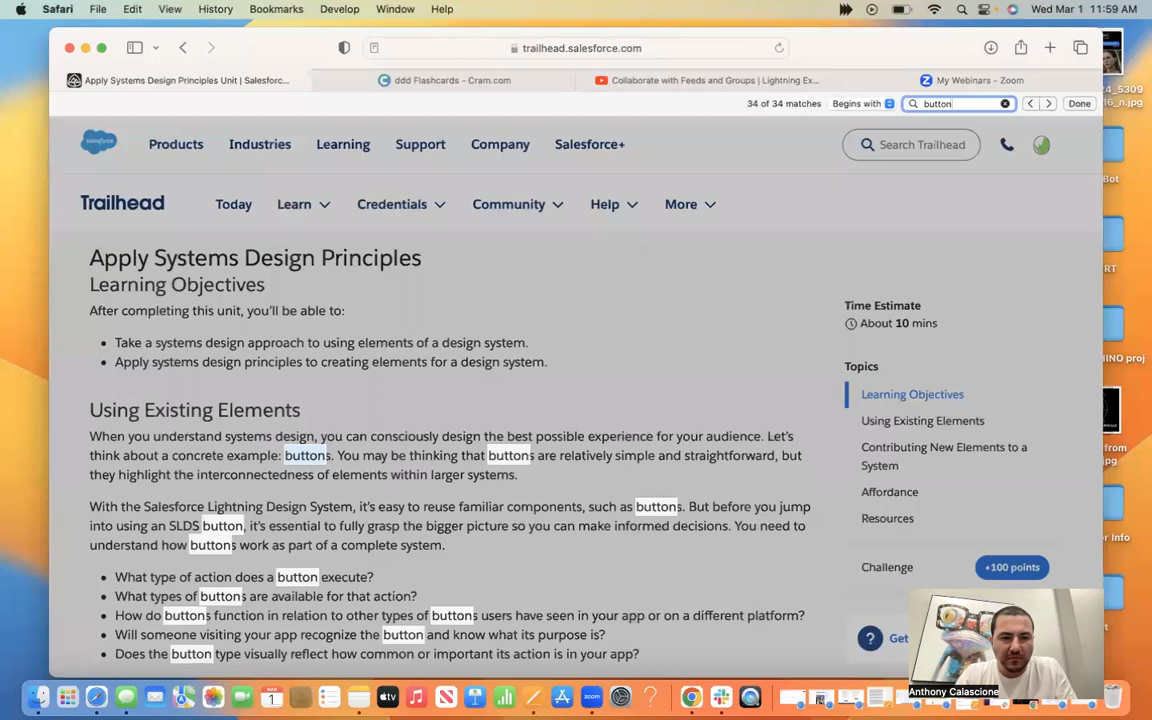 Safari File Edit View History Bookmarks Develop Window Help Wed Mar 1 11:59 AM
trailhead.salesforce.com
Apply Systems Design Principles Unit | Salesforc... ddd Flashcards - Cram.com Collaborate with Feeds and Groups | Lightning Ex... My Webinars - Zoom
34 of 34 matches Begins with button Done
salesforce Products Industries Learning Support Company Salesforce+ Search Trailhead
Trailhead Today Learn Credentials Community Help More
Apply Systems Design Principles
Learning Objectives
After completing this unit, you'll be able to:
• Take a systems design approach to using elements of a design system.
• Apply systems design principles to creating elements for a design system.
Using Existing Elements
When you understand systems design, you can consciously design the best possible experience for your audience. Let's
think about a concrete example: buttons. You may be thinking that buttons are relatively simple and straightforward, but
they highlight the interconnectedness of elements within larger systems.
With the Salesforce Lightning Design System, it's easy to reuse familiar components, such as buttons. But before you jump
into using an SLDS button, it's essential to fully grasp the bigger picture so you can make informed decisions. You need to
understand how buttons work as part of a complete system.
• What type of action does a button execute?
• What types of buttons are available for that action?
• How do buttons function in relation to other types of buttons users have seen in your app or on a different platform?
• Will someone visiting your app recognize the button and know what its purpose is?
• Does the button type visually reflect how common or important its action is in your app?
Time Estimate
About 10 mins
Topics
Learning Objectives
Using Existing Elements
Contributing New Elements to a
System
Affordance
Resources
Challenge +100 points
? Get
Anthony Calascione
24_5309
16_n.jpg
Bot
RT
INO proj
from
jpg
or Info
tv